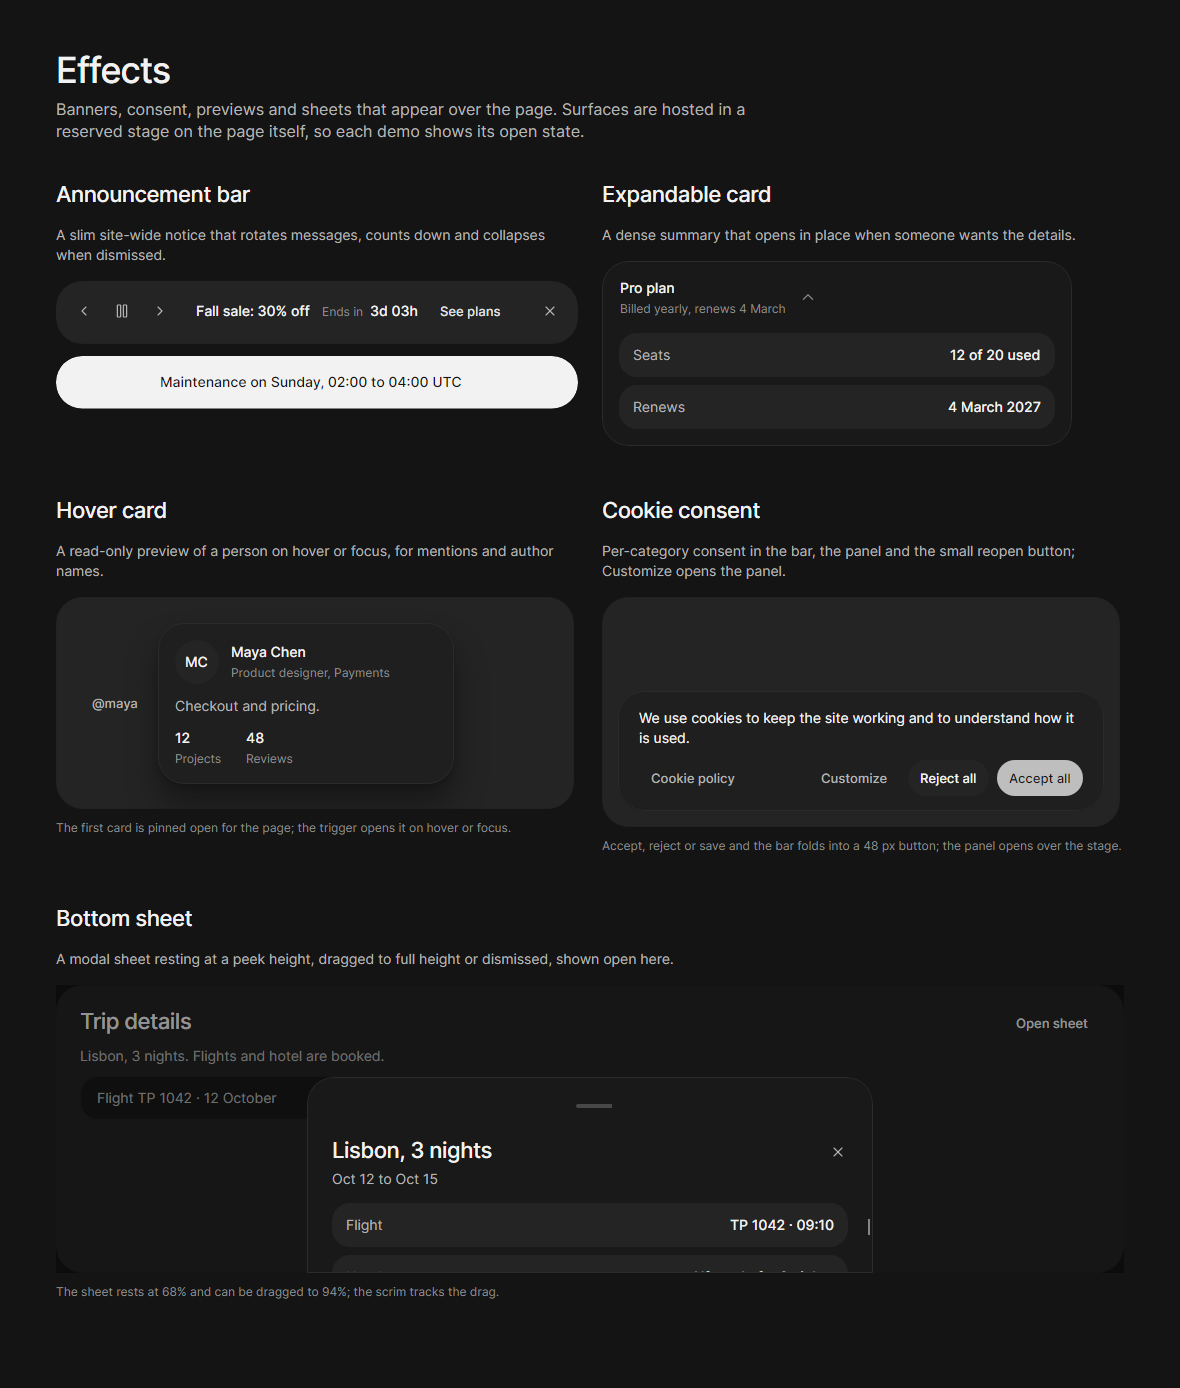 Effects
Banners, consent, previews and sheets that appear over the page. Surfaces are hosted in a
reserved stage on the page itself, so each demo shows its open state.
Announcement bar
A slim site-wide notice that rotates messages, counts down and collapses
when dismissed.
Fall sale: 30% off Ends in 3d 03h See plans
Maintenance on Sunday, 02:00 to 04:00 UTC
Expandable card
A dense summary that opens in place when someone wants the details.
Pro plan
Billed yearly, renews 4 March
Seats 12 of 20 used
Renews 4 March 2027
Hover card
A read-only preview of a person on hover or focus, for mentions and author
names.
@maya
MC
Maya Chen
Product designer, Payments
Checkout and pricing.
12 48
Projects Reviews
The first card is pinned open for the page; the trigger opens it on hover or focus.
Cookie consent
Per-category consent in the bar, the panel and the small reopen button;
Customize opens the panel.
We use cookies to keep the site working and to understand how it
is used.
Cookie policy Customize Reject all Accept all
Accept, reject or save and the bar folds into a 48 px button; the panel opens over the stage.
Bottom sheet
A modal sheet resting at a peek height, dragged to full height or dismissed, shown open here.
Trip details
Open sheet
Lisbon, 3 nights. Flights and hotel are booked.
Flight TP 1042 · 12 October
Lisbon, 3 nights
Oct 12 to Oct 15
Flight TP 1042 · 09:10
The sheet rests at 68% and can be dragged to 94%; the scrim tracks the drag.